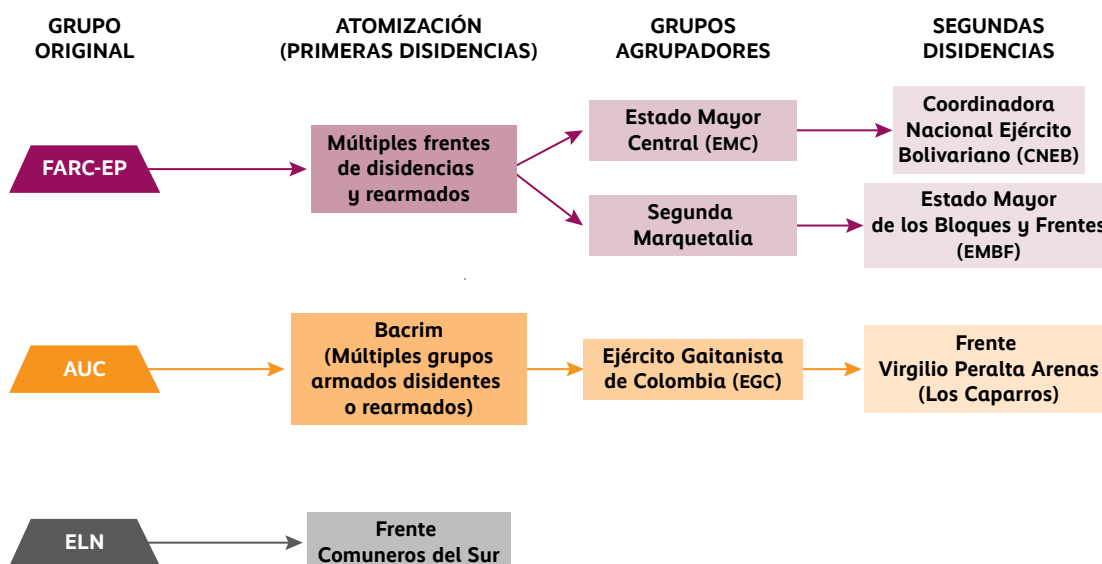 GRUPO
ORIGINAL
ATOMIZACIÓN
(PRIMERAS DISIDENCIAS)
GRUPOS
AGRUPADORES
SEGUNDAS
DISIDENCIAS
FARC-EP
Múltiples frentes
de disidencias
y rearmados
Estado Mayor
Central (EMC)
Coordinadora
Nacional Ejército
Bolivariano (CNEB)
Segunda
Marquetalia
Estado Mayor
de los Bloques y Frentes
(EMBF)
AUC
Bacrim
(Múltiples grupos
armados disidentes
o rearmados)
Ejército Gaitanista
de Colombia (EGC)
Frente
Virgilio Peralta Arenas
(Los Caparros)
ELN
Frente
Comuneros del Sur